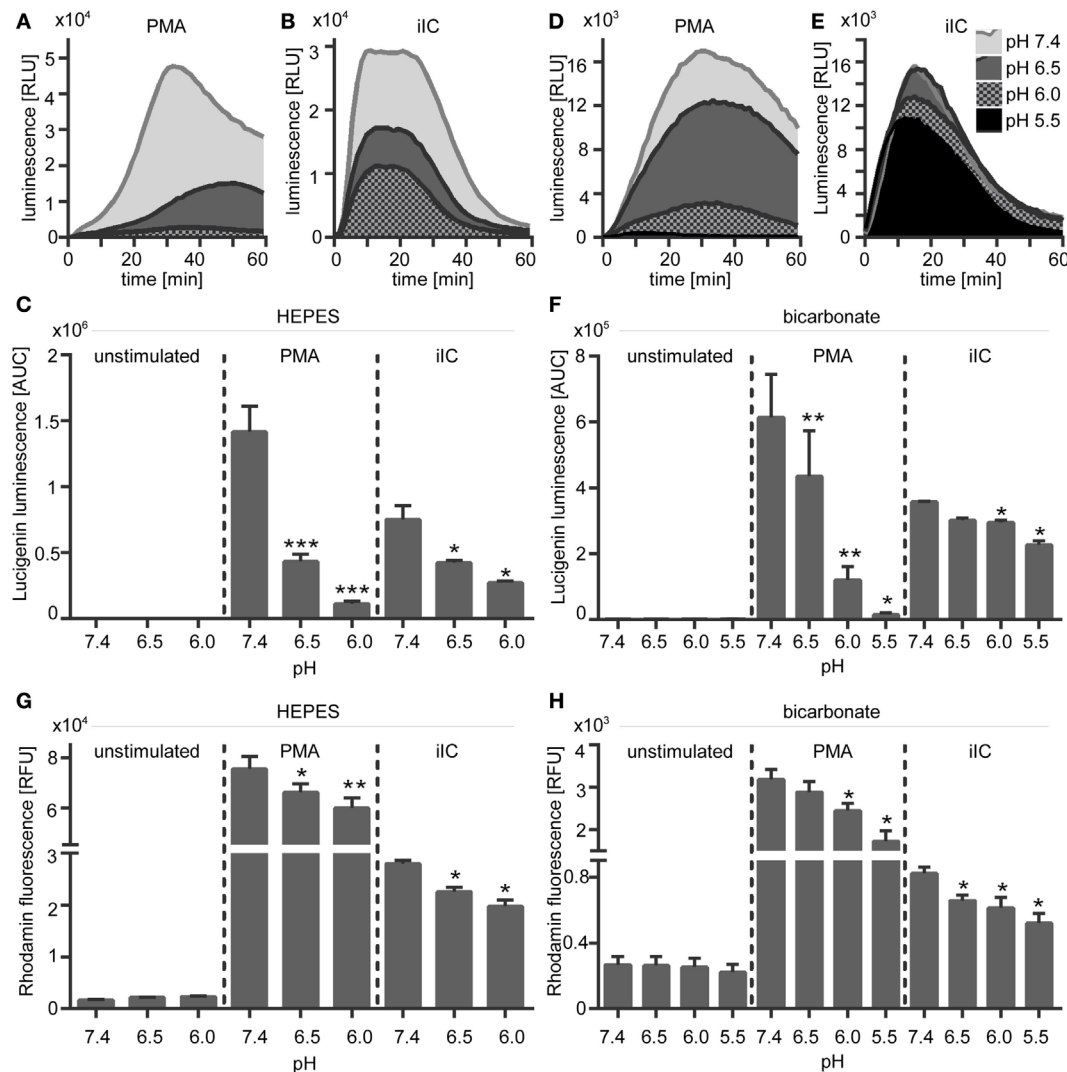 A
x10⁴
PMA
luminescence [RLU]
5
4
3
2
1
0
0 20 40 60
time [min]
B
x10⁴
iIC
luminescence [RLU]
3
2
1
0
0 20 40 60
time [min]
D
x10³
PMA
luminescence [RLU]
16
12
8
4
0
0 20 40 60
time [min]
E
x10³
iIC
luminescence [RLU]
16
12
8
4
0
0 20 40 60
time [min]
pH 7.4
pH 6.5
pH 6.0
pH 5.5
C
HEPES
x10⁶
unstimulated PMA iIC
Lucigenin luminescence [AUC]
2
1.5
1
0.5
0
*** *** * *
7.4 6.5 6.0 7.4 6.5 6.0 7.4 6.5 6.0
pH
F
bicarbonate
x10⁵
unstimulated PMA iIC
Lucigenin luminescence [AUC]
8
6
4
2
0
** ** * * *
7.4 6.5 6.0 5.5 7.4 6.5 6.0 5.5 7.4 6.5 6.0 5.5
pH
G
HEPES
x10⁴
unstimulated PMA iIC
Rhodamin fluorescence [RFU]
8
6
3
2
1
0
* ** * *
7.4 6.5 6.0 7.4 6.5 6.0 7.4 6.5 6.0
pH
H
bicarbonate
x10³
unstimulated PMA iIC
Rhodamin fluorescence [RFU]
4
3
2
0.8
0.4
0
* * * * *
7.4 6.5 6.0 5.5 7.4 6.5 6.0 5.5 7.4 6.5 6.0 5.5
pH